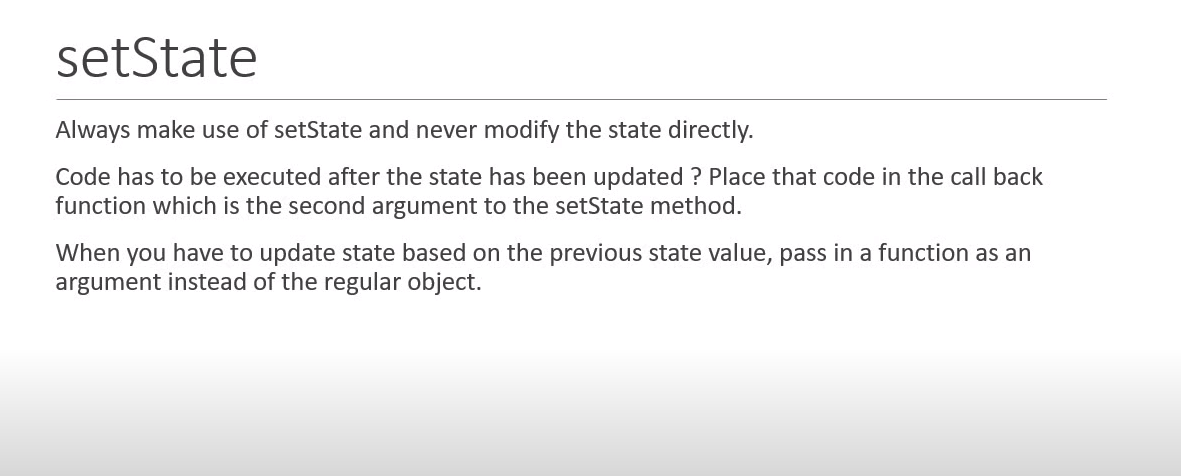 setState
Always make use of setState and never modify the state directly.
Code has to be executed after the state has been updated ? Place that code in the call back
function which is the second argument to the setState method.
When you have to update state based on the previous state value, pass in a function as an
argument instead of the regular object.